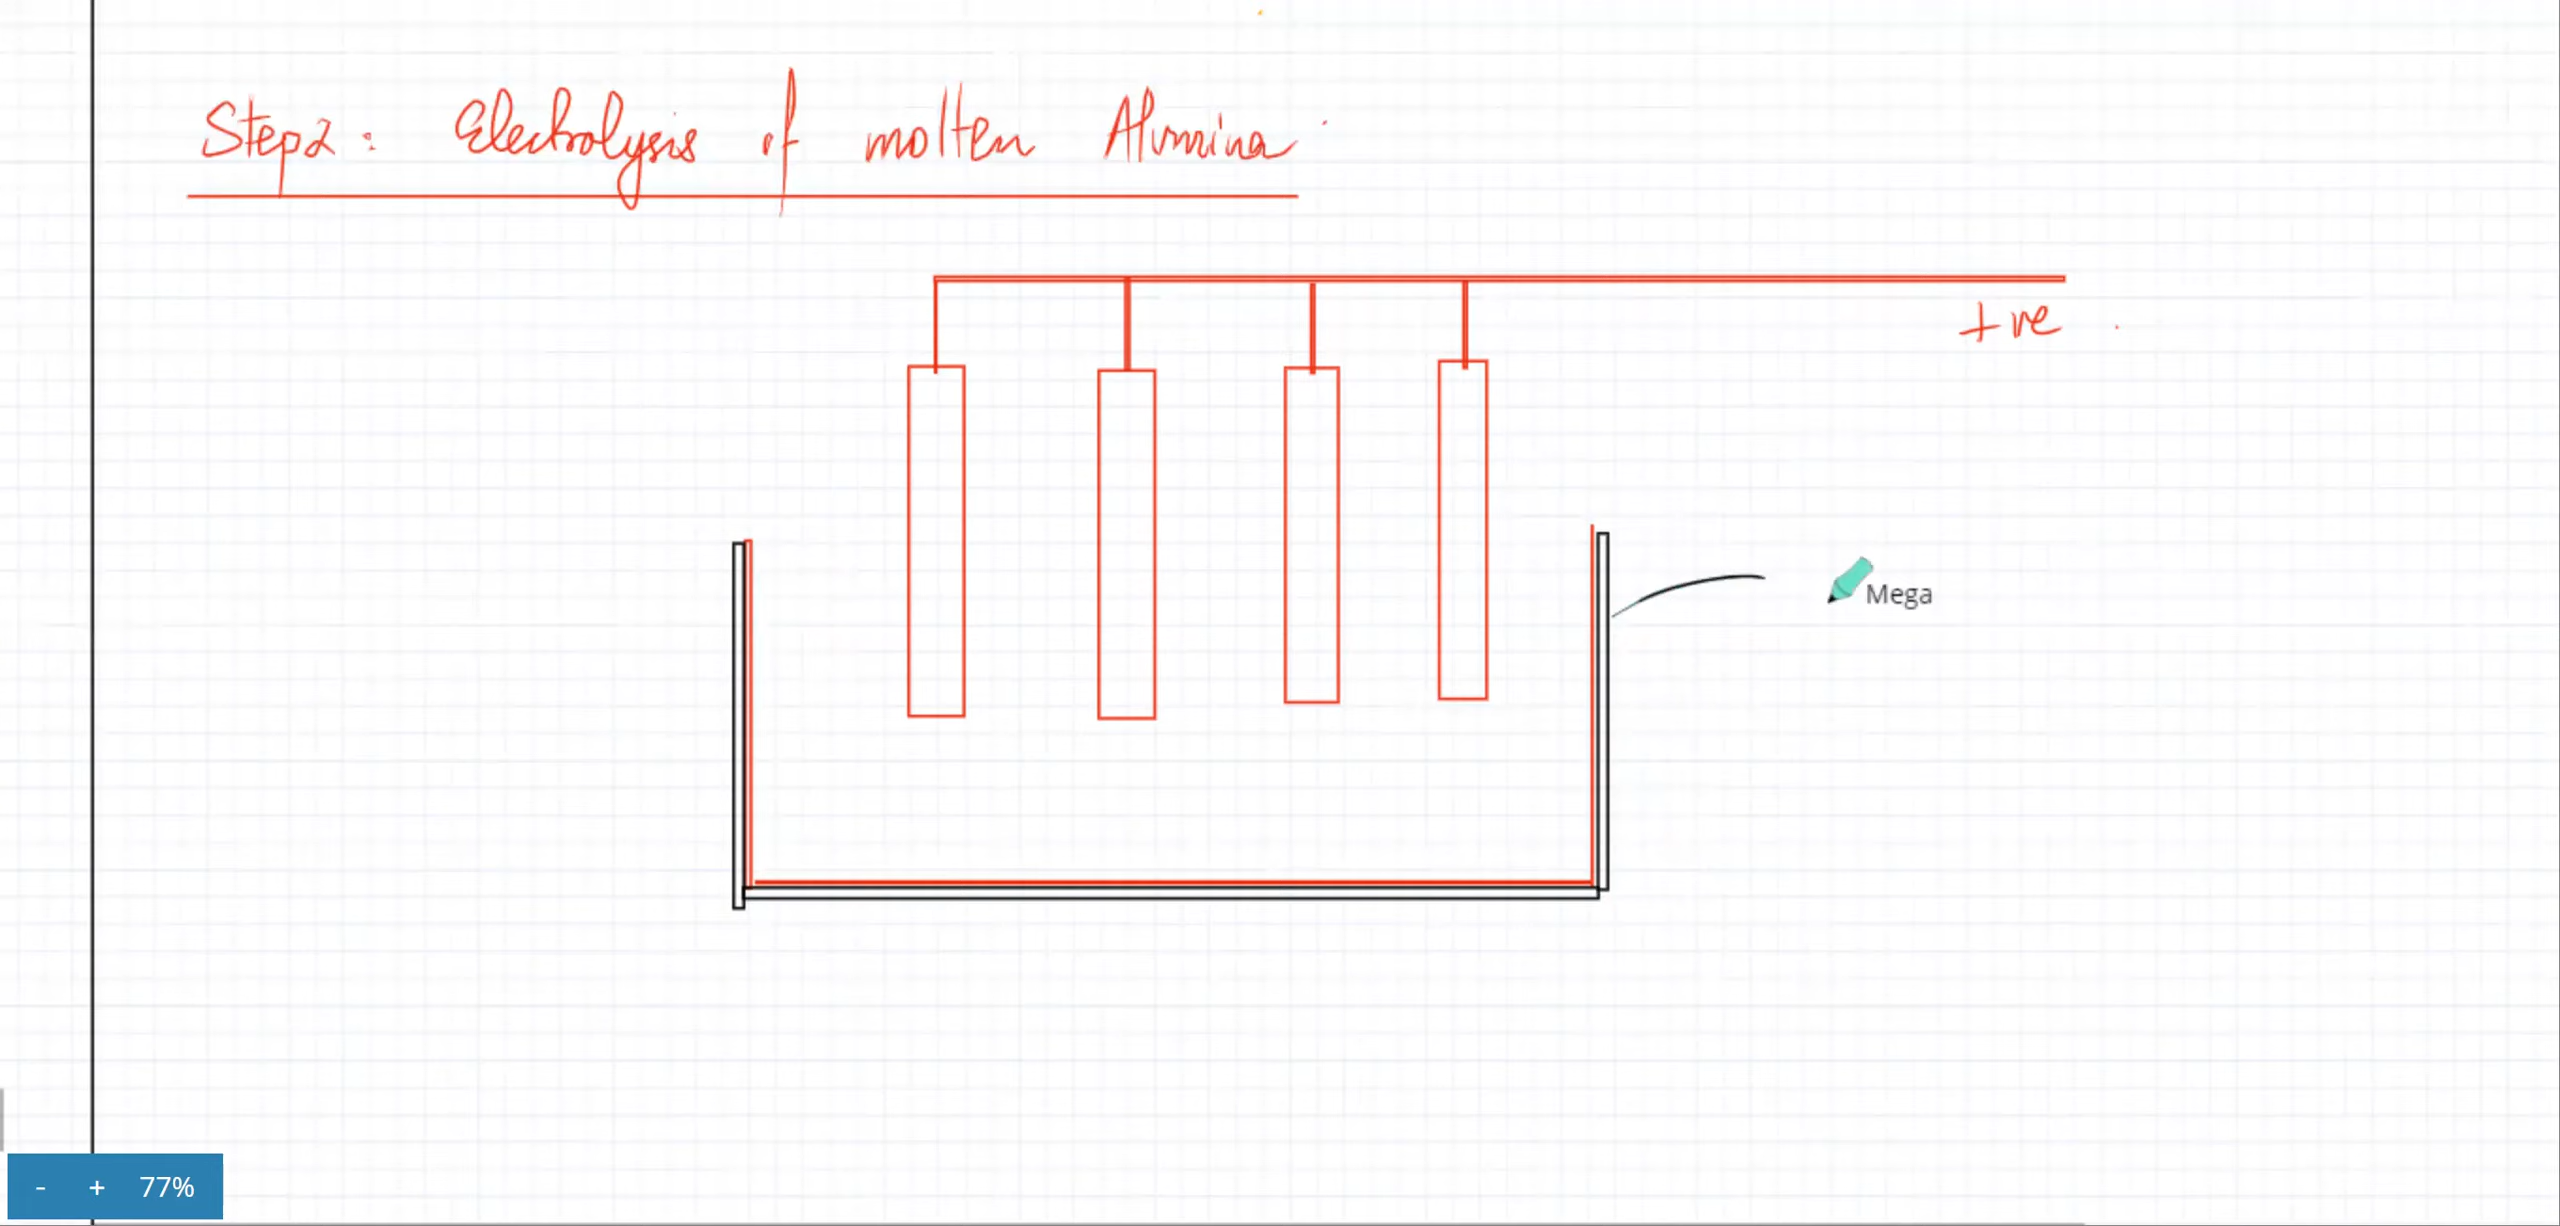 Step2: Electrolysis of molten Alumina
+ve
Mega
- + 77%